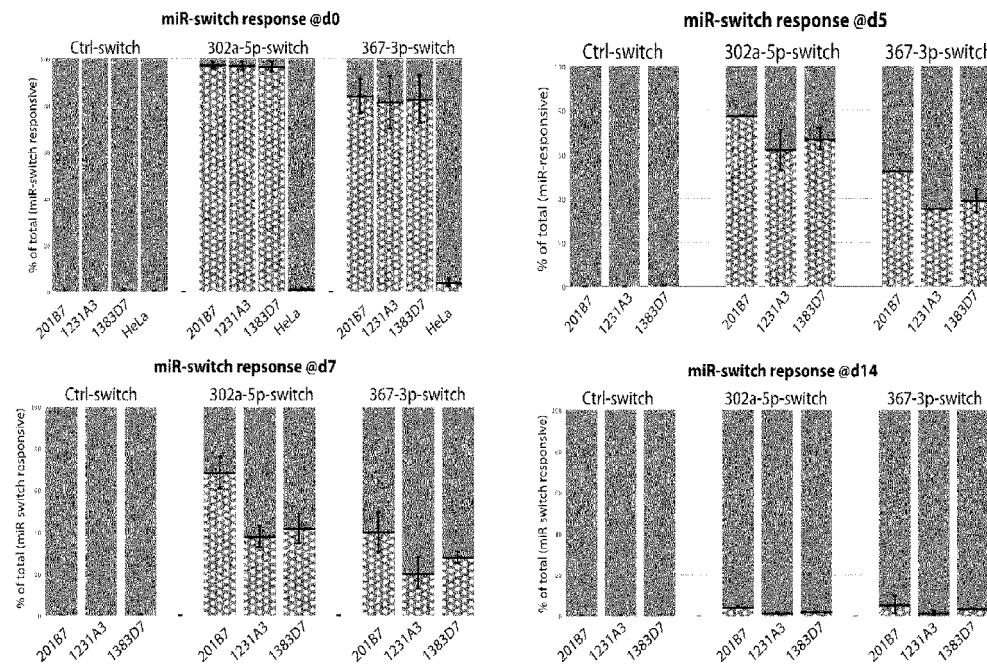 miR-switch response @d0
Ctrl-switch 302a-5p-switch 367-3p-switch
% of total (miR-switch responsive)
201B7 1231A3 1383D7 HeLa 201B7 1231A3 1383D7 HeLa 201B7 1231A3 1383D7 HeLa
miR-switch response @d5
Ctrl-switch 302a-5p-switch 367-3p-switch
% of total (miR-responsive)
201B7 1231A3 1383D7 201B7 1231A3 1383D7 201B7 1231A3 1383D7
miR-switch repsonse @d7
Ctrl-switch 302a-5p-switch 367-3p-switch
% of total (miR switch responsive)
201B7 1231A3 1383D7 201B7 1231A3 1383D7 201B7 1231A3 1383D7
miR-switch repsonse @d14
Ctrl-switch 302a-5p-switch 367-3p-switch
% of total (miR switch responsive)
201B7 1231A3 1383D7 201B7 1231A3 1383D7 201B7 1231A3 1383D7